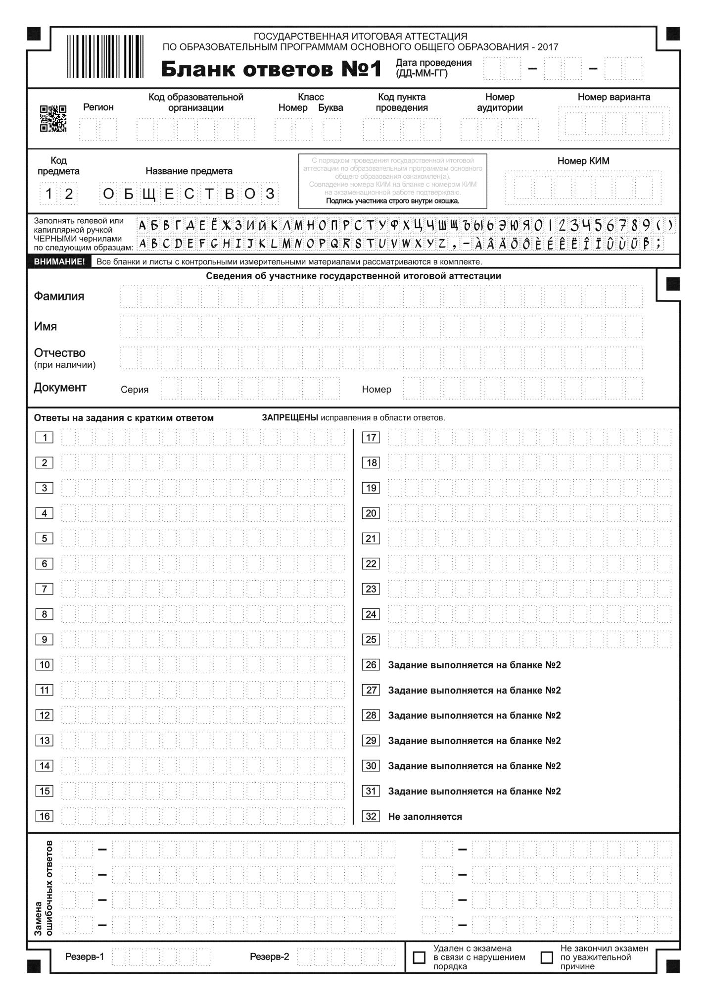 ГОСУДАРСТВЕННАЯ ИТОГОВАЯ АТТЕСТАЦИЯ
ПО ОБРАЗОВАТЕЛЬНЫМ ПРОГРАММАМ ОСНОВНОГО ОБЩЕГО ОБРАЗОВАНИЯ - 2017
Бланк ответов №1
Дата проведения
(ДД-ММ-ГГ)
– –
Регион
Код образовательной
организации
Класс
Номер Буква
Код пункта
проведения
Номер
аудитории
Номер варианта
Код
предмета
1 2
Название предмета
О Б Щ Е С Т В О З
С порядком проведения государственной итоговой
аттестации по образовательным программам основного
общего образования ознакомлен(а).
Совпадение номера КИМ на бланке с номером КИМ
на экзаменационной работе подтверждаю.
Подпись участника строго внутри окошка.
Номер КИМ
Заполнять гелевой или
капиллярной ручкой
ЧЕРНЫМИ чернилами
по следующим образцам:
А Б В Г Д Е Ё Ж З И Й К Л М Н О П Р С Т У Ф Х Ц Ч Ш Щ Ъ Ы Ь Э Ю Я 0 1 2 3 4 5 6 7 8 9 ( )
A B C D E F G H I J K L M N O P Q R S T U V W X Y Z , – À Â Ä Ö Ô È É Ê Ë Î Ï Û Ù Ü β ;
ВНИМАНИЕ! Все бланки и листы с контрольными измерительными материалами рассматриваются в комплекте.
Сведения об участнике государственной итоговой аттестации
Фамилия
Имя
Отчество
(при наличии)
Документ Серия Номер
Ответы на задания с кратким ответом ЗАПРЕЩЕНЫ исправления в области ответов.
1
2
3
4
5
6
7
8
9
10
11
12
13
14
15
16
17
18
19
20
21
22
23
24
25
26 Задание выполняется на бланке №2
27 Задание выполняется на бланке №2
28 Задание выполняется на бланке №2
29 Задание выполняется на бланке №2
30 Задание выполняется на бланке №2
31 Задание выполняется на бланке №2
32 Не заполняется
Замена
ошибочных ответов
– –
– –
– –
– –
Резерв-1
Резерв-2
Удален с экзамена
в связи с нарушением
порядка
Не закончил экзамен
по уважительной
причине